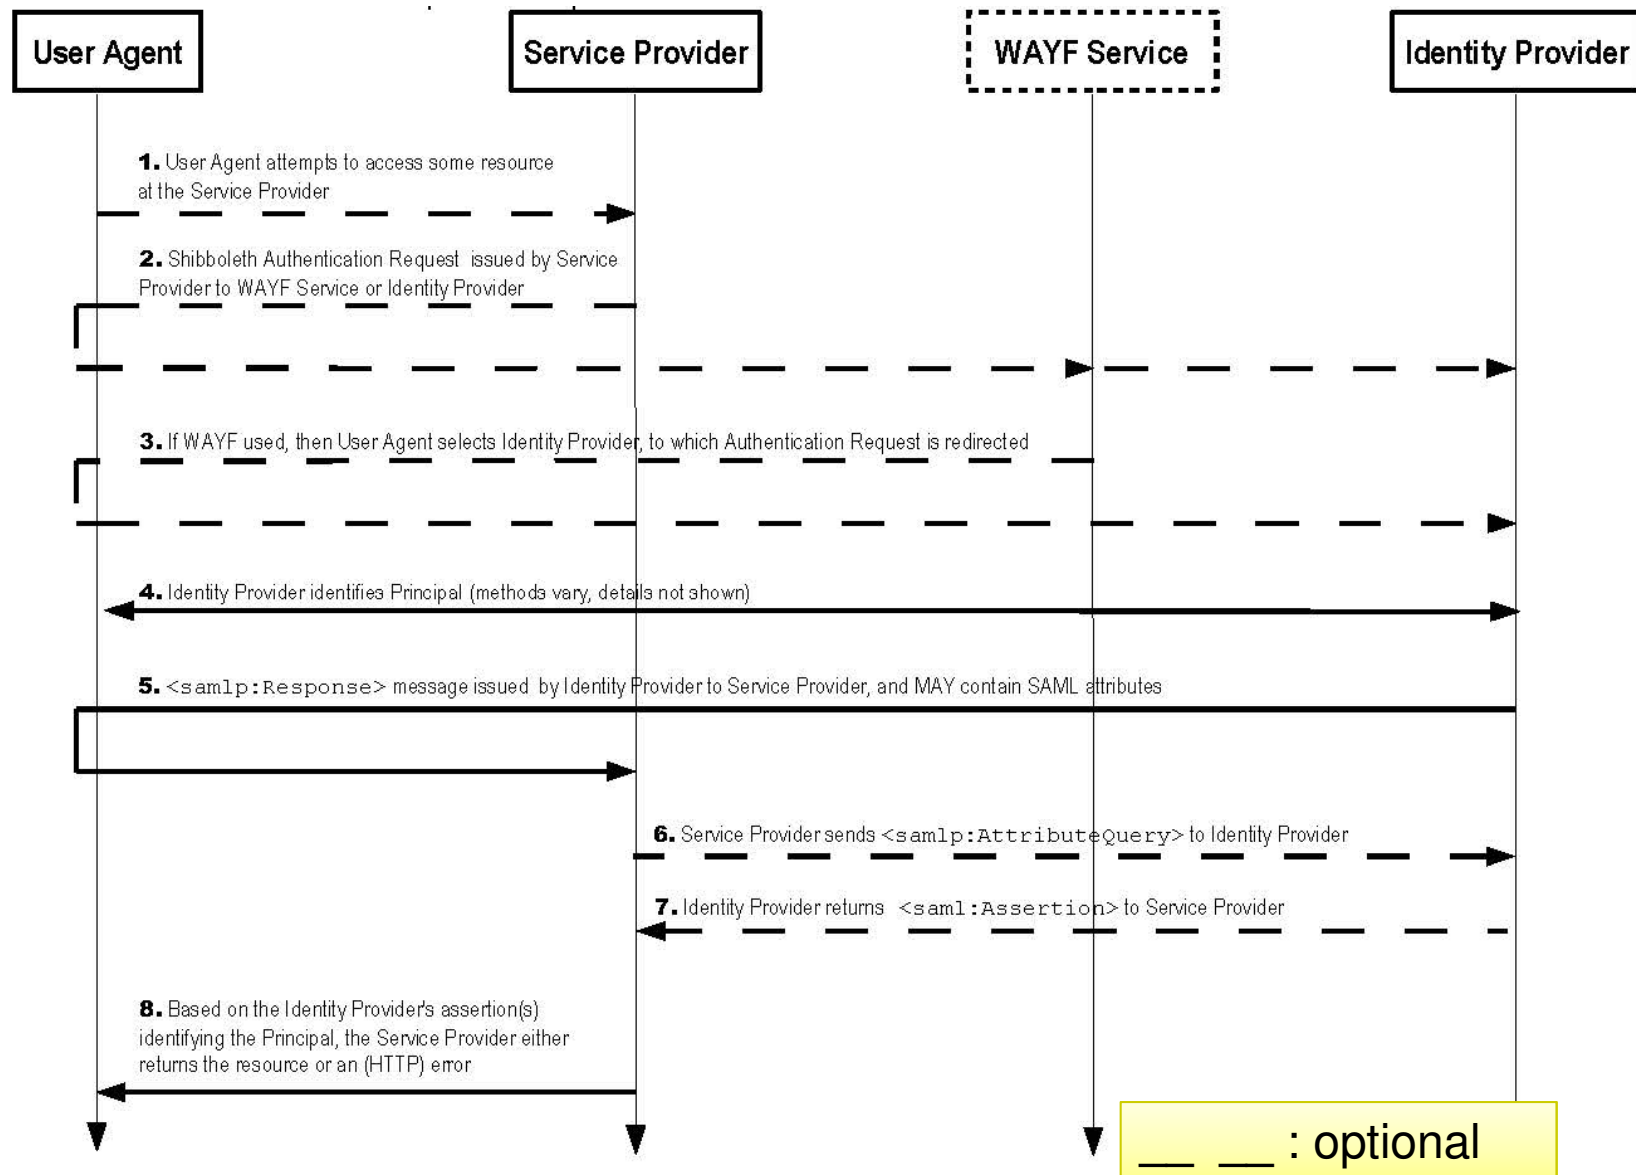 User Agent
Service Provider
WAYF Service
Identity Provider
1. User Agent attempts to access some resource
at the Service Provider
2. Shibboleth Authentication Request issued by Service
Provider to WAYF Service or Identity Provider
3. If WAYF used, then User Agent selects Identity Provider, to which Authentication Request is redirected
4. Identity Provider identifies Principal (methods vary, details not shown)
5. <samlp:Response> message issued by Identity Provider to Service Provider, and MAY contain SAML attributes
6. Service Provider sends <samlp:AttributeQuery> to Identity Provider
7. Identity Provider returns <saml:Assertion> to Service Provider
8. Based on the Identity Provider's assertion(s)
identifying the Principal, the Service Provider either
returns the resource or an (HTTP) error
__ __ : optional